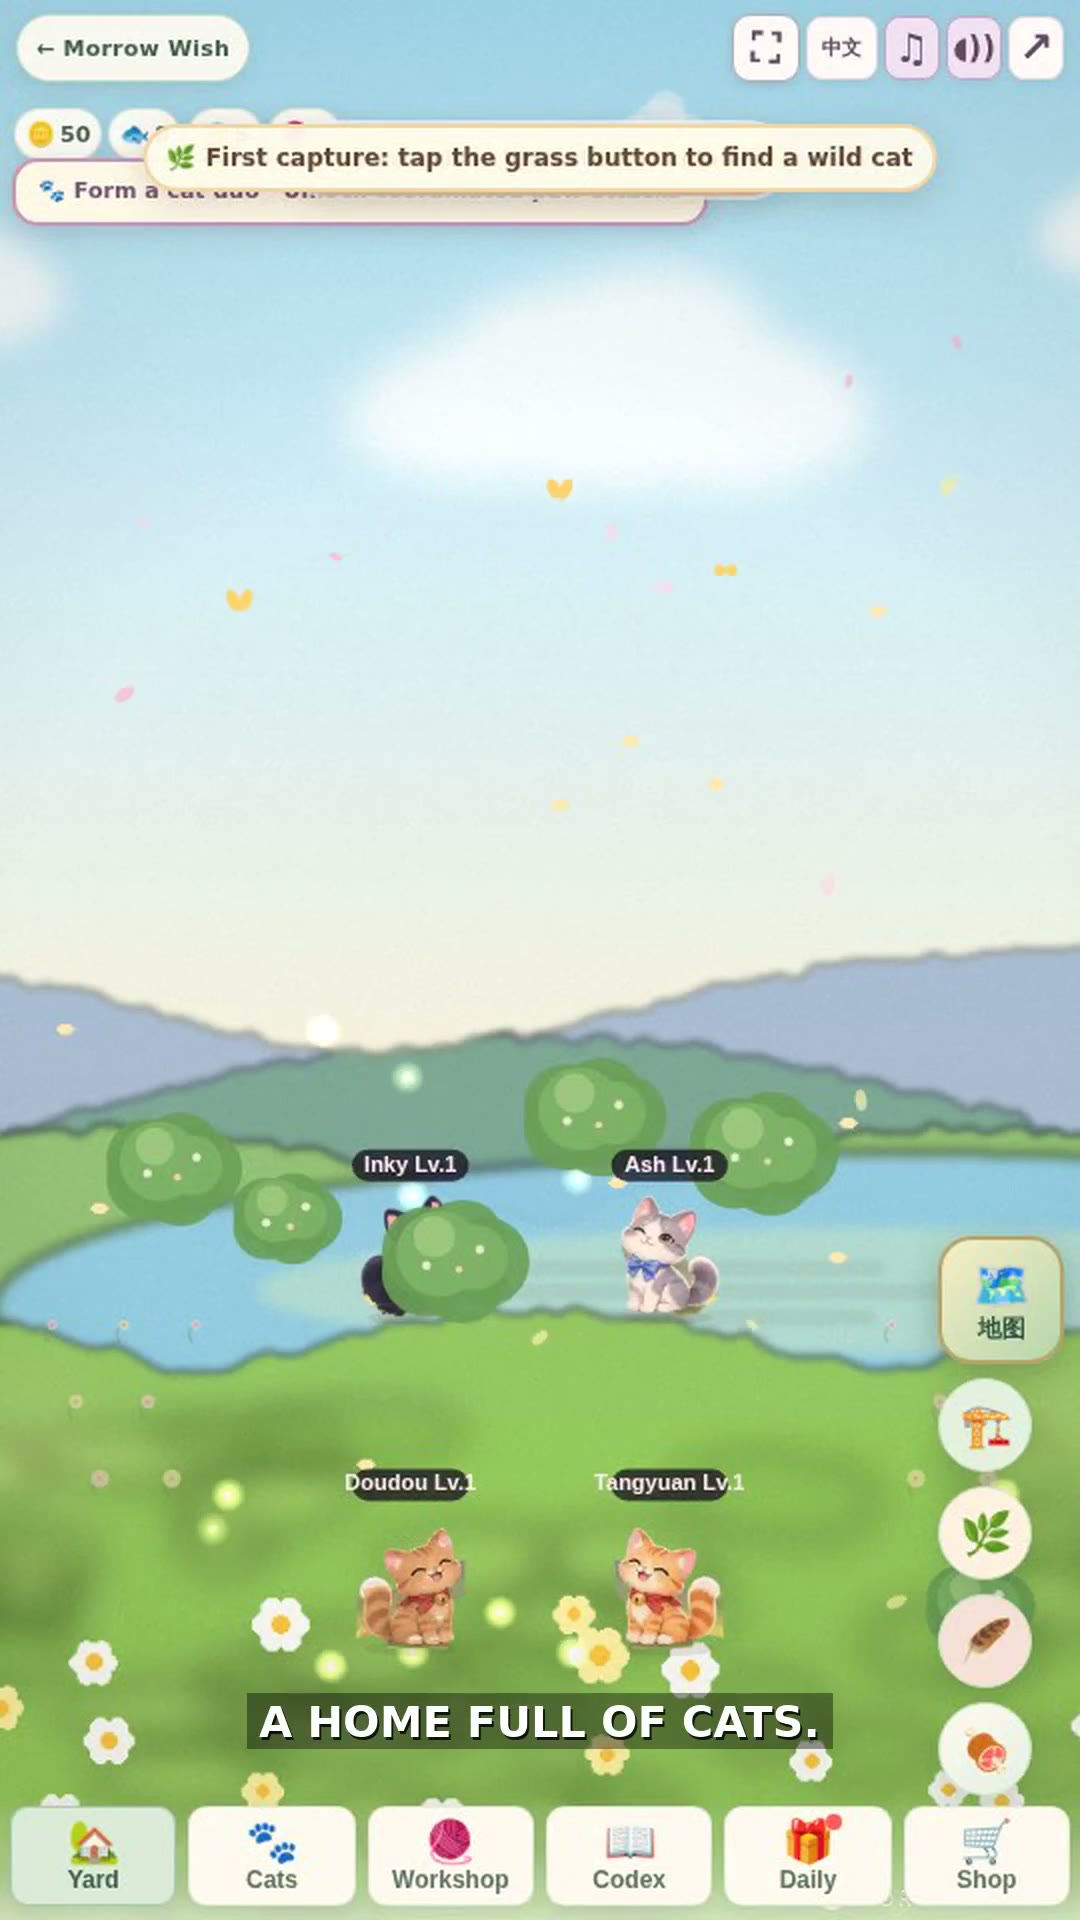 ← Morrow Wish
中文
50
First capture: tap the grass button to find a wild cat
Form a cat duo
Inky Lv.1
Ash Lv.1
地图
Doudou Lv.1
Tangyuan Lv.1
A HOME FULL OF CATS.
Yard
Cats
Workshop
Codex
Daily
Shop